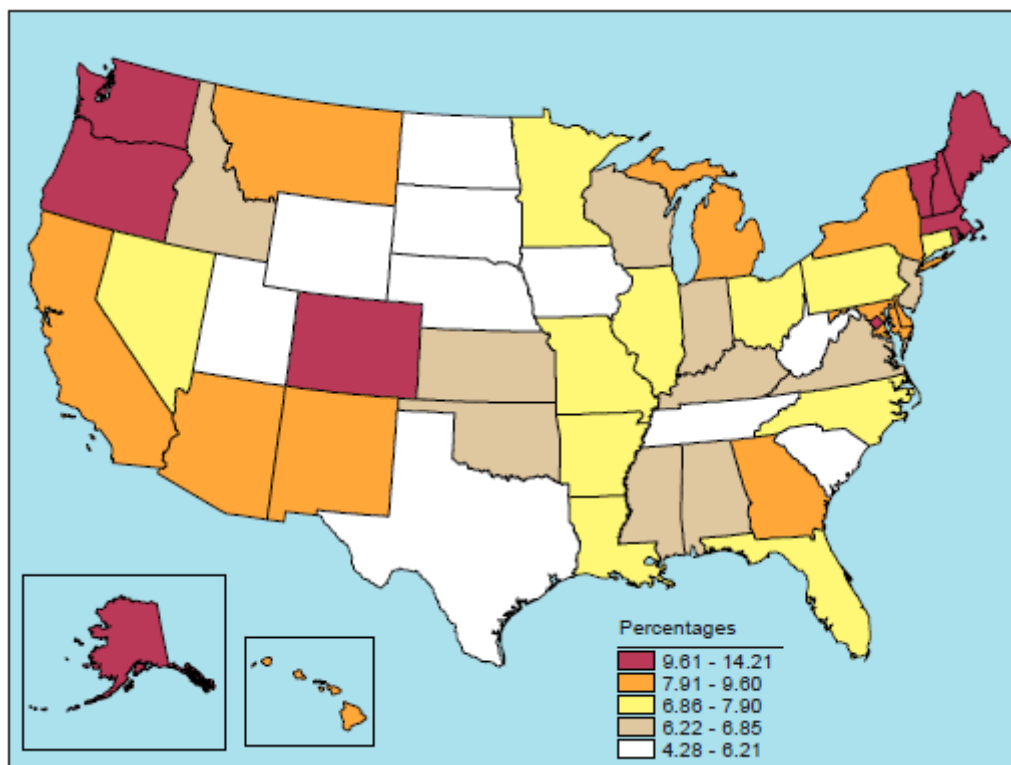 Percentages
9.61 - 14.21
7.91 - 9.60
6.86 - 7.90
6.22 - 6.85
4.28 - 6.21